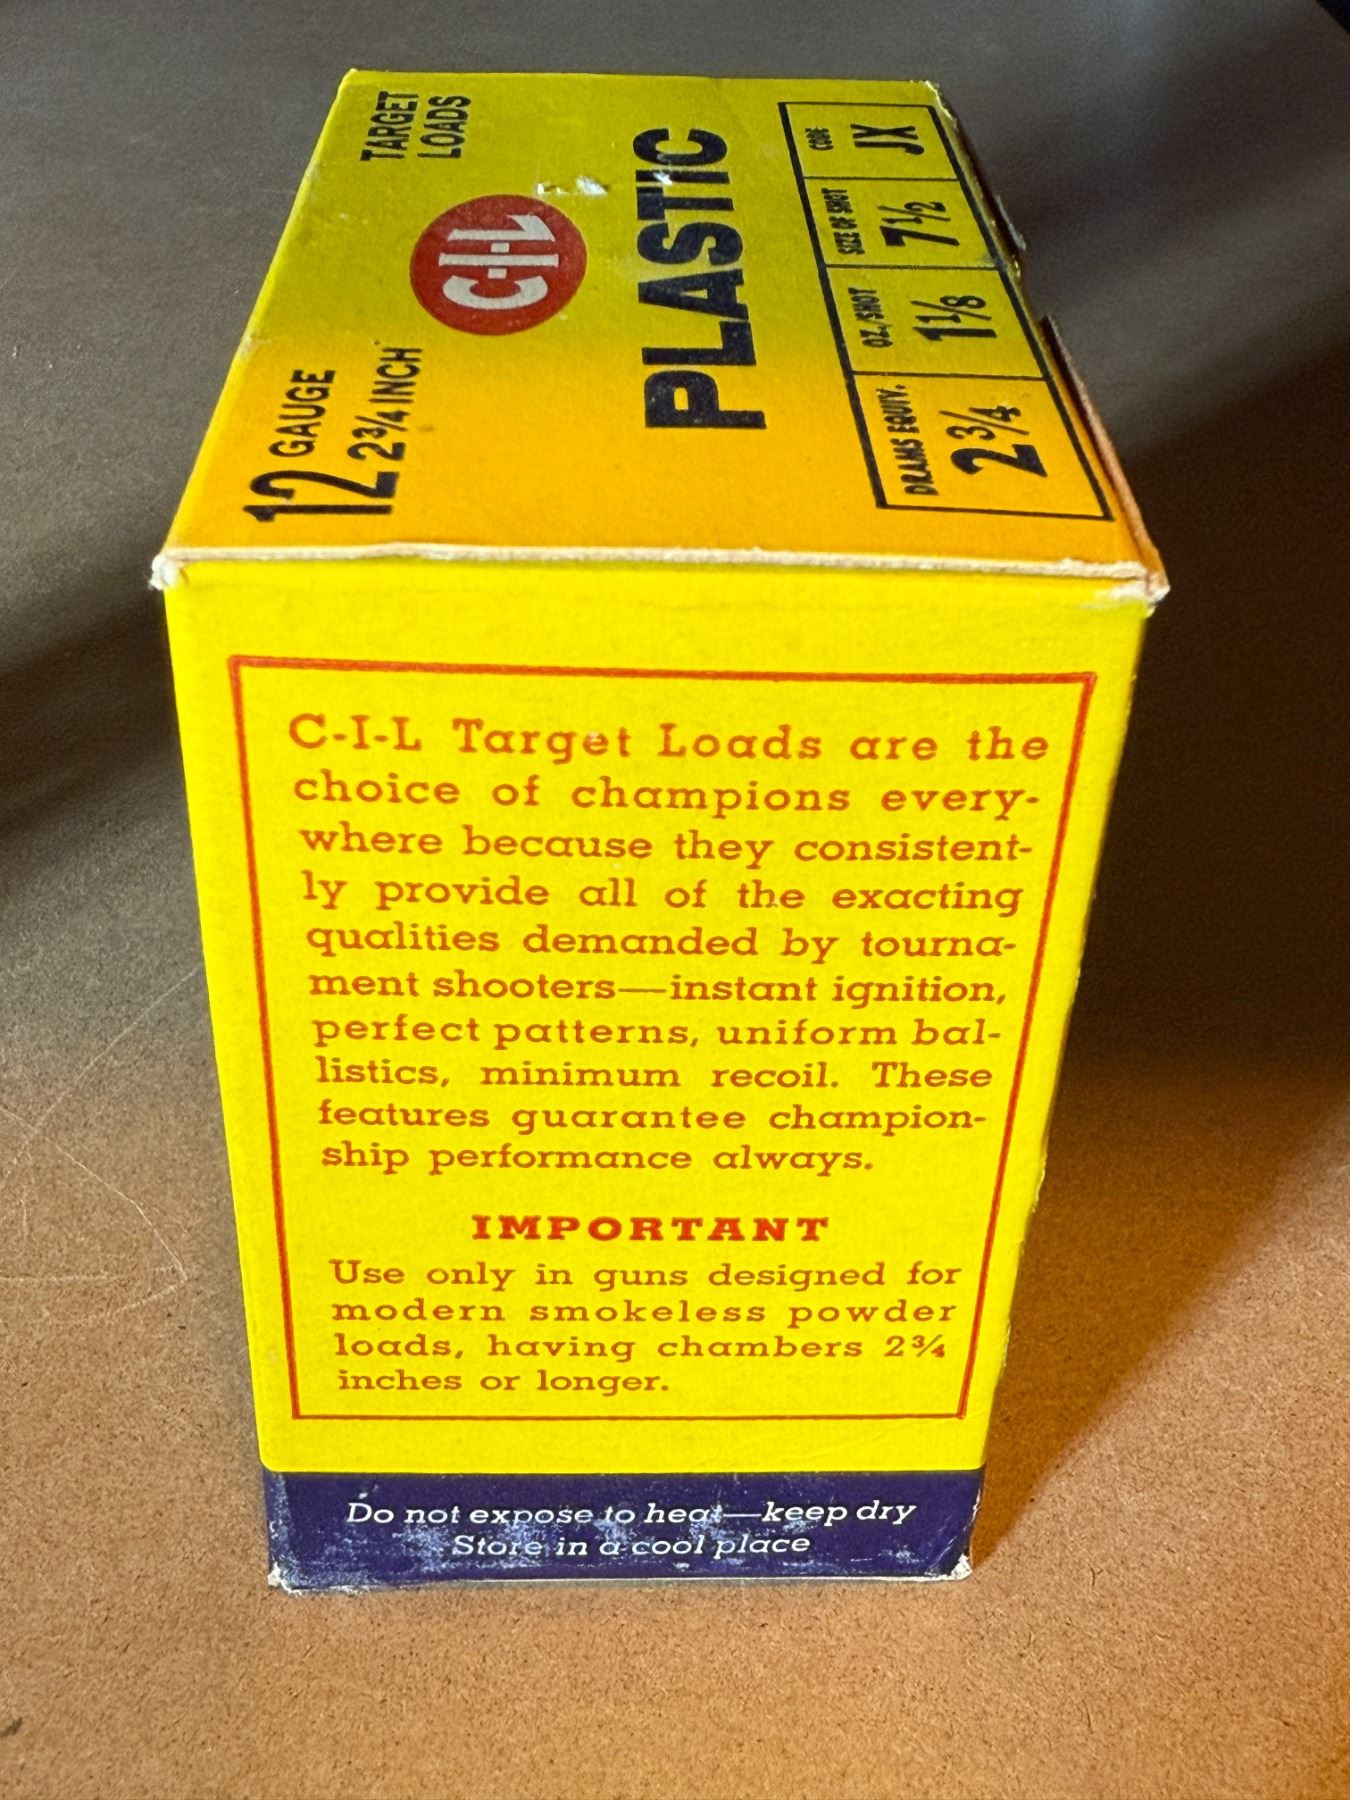 TARGET
LOADS
12 GAUGE
2¾ INCH
C-I-L
PLASTIC
DRAMS EQUIV. OZ./SHOT SIZE OF SHOT CODE
2¾ 1⅛ 7½ JX
C-I-L Target Loads are the
choice of champions every-
where because they consistent-
ly provide all of the exacting
qualities demanded by tourna-
ment shooters—instant ignition,
perfect patterns, uniform bal-
listics, minimum recoil. These
features guarantee champion-
ship performance always.
IMPORTANT
Use only in guns designed for
modern smokeless powder
loads, having chambers 2¾
inches or longer.
Do not expose to heat—keep dry
Store in a cool place